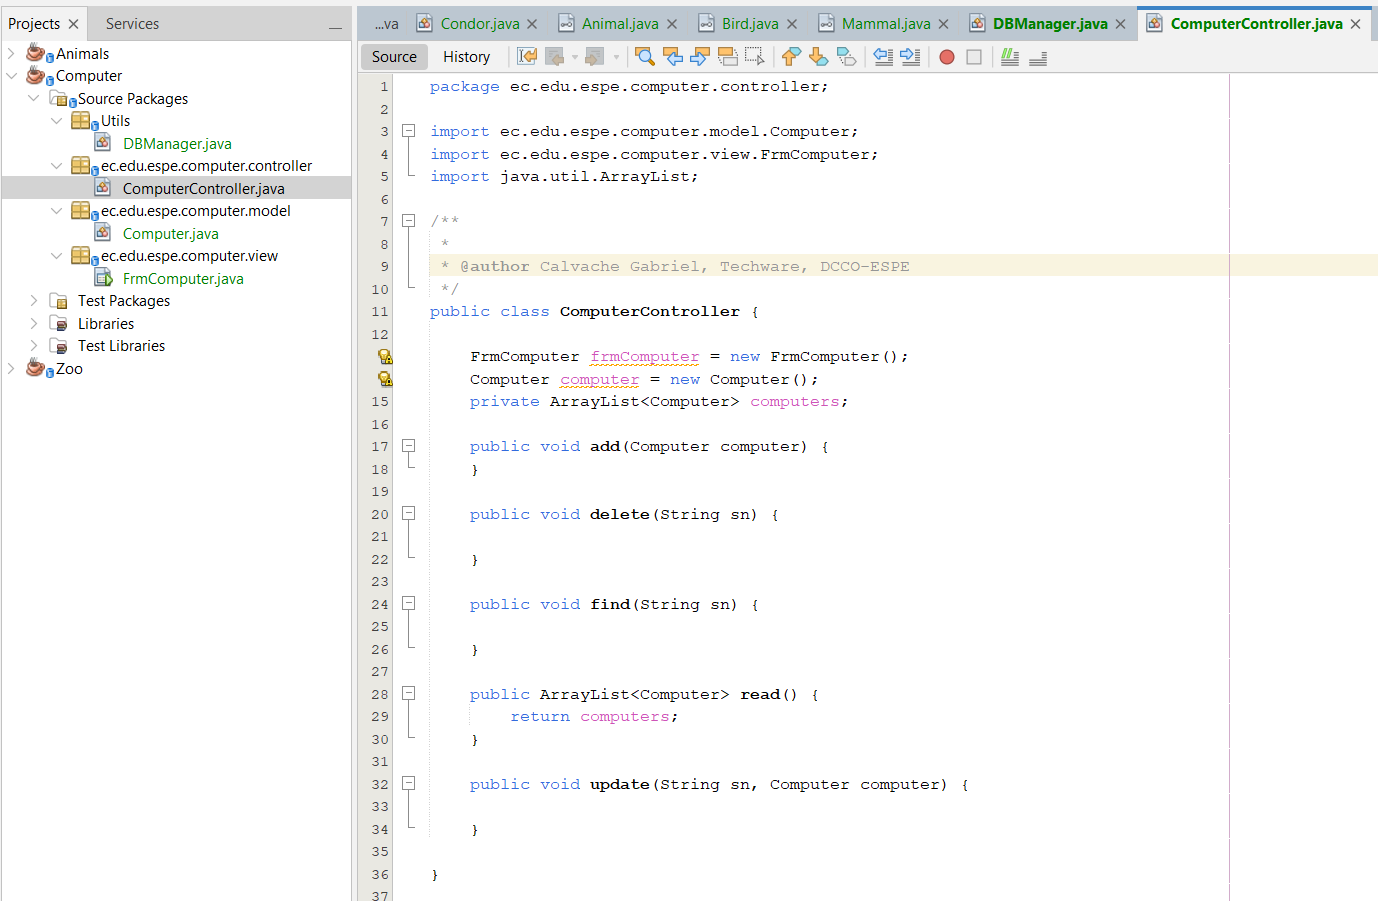 Projects
Services
Animals
Computer
Source Packages
Utils
DBManager.java
ec.edu.espe.computer.controller
ComputerController.java
ec.edu.espe.computer.model
Computer.java
ec.edu.espe.computer.view
FrmComputer.java
Test Packages
Libraries
Test Libraries
Zoo
...va Condor.java Animal.java Bird.java Mammal.java DBManager.java ComputerController.java
Source History
1 package ec.edu.espe.computer.controller;
2
3 import ec.edu.espe.computer.model.Computer;
4 import ec.edu.espe.computer.view.FrmComputer;
5 import java.util.ArrayList;
6
7 /**
8 *
9 * @author Calvache Gabriel, Techware, DCCO-ESPE
10 */
11 public class ComputerController {
12
FrmComputer frmComputer = new FrmComputer();
Computer computer = new Computer();
15 private ArrayList<Computer> computers;
16
17 public void add(Computer computer) {
18 }
19
20 public void delete(String sn) {
21
22 }
23
24 public void find(String sn) {
25
26 }
27
28 public ArrayList<Computer> read() {
29 return computers;
30 }
31
32 public void update(String sn, Computer computer) {
33
34 }
35
36 }
37